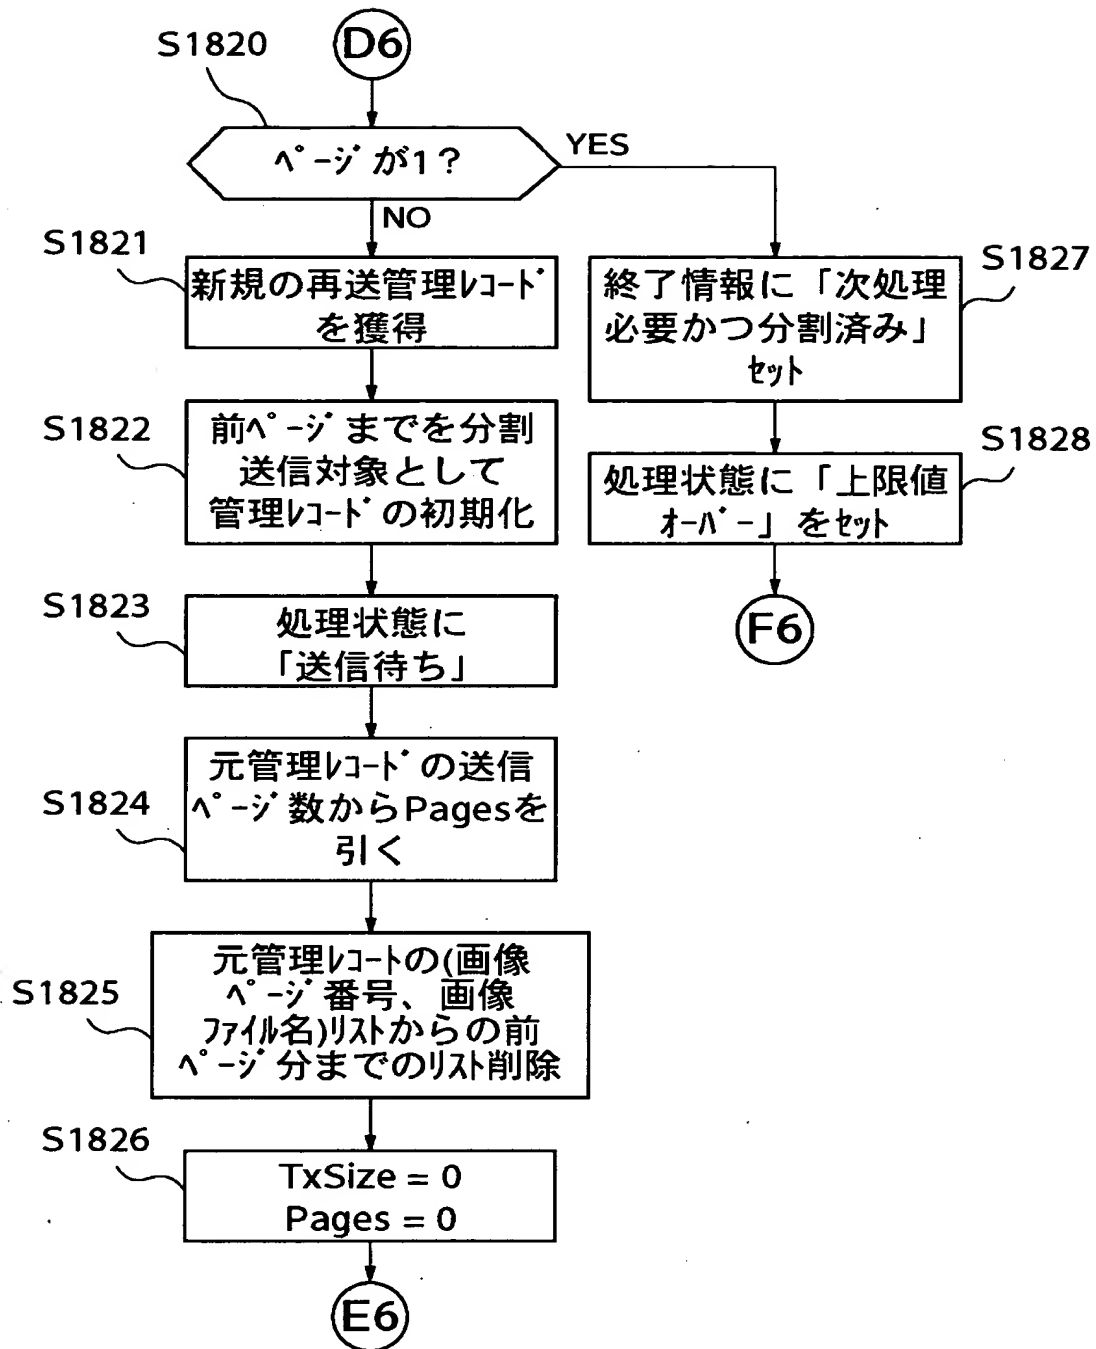 D6
S1820
ページが1?
YES
NO
S1821
新規の再送管理レコード
を獲得
S1822
前ページまでを分割
送信対象として
管理レコードの初期化
S1823
処理状態に
「送信待ち」
S1824
元管理レコードの送信
ページ数からPagesを
引く
S1825
元管理レコートの(画像
ページ番号、画像
ファイル名)リストからの前
ページ分までのリスト削除
S1826
TxSize = 0
Pages = 0
E6
S1827
終了情報に「次処理
必要かつ分割済み」
セット
S1828
処理状態に「上限値
オーバー」をセット
F6